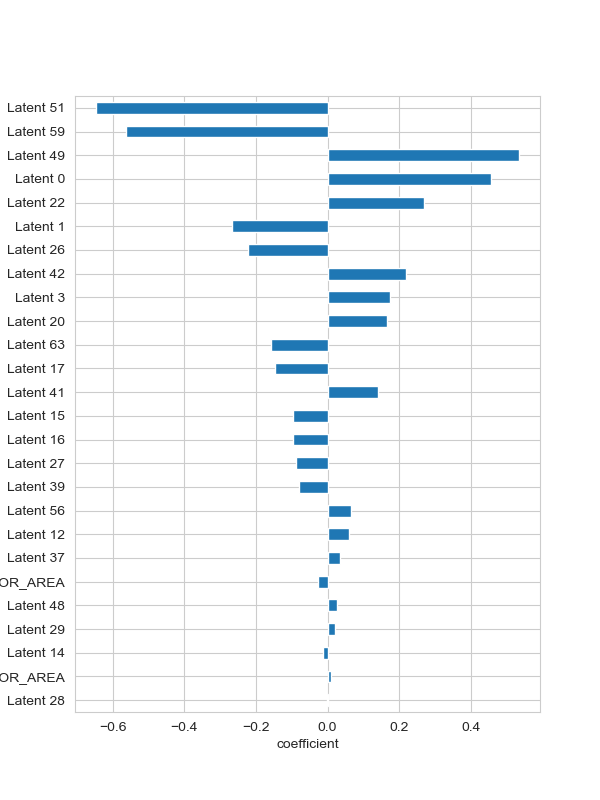 Latent 51
Latent 59
Latent 49
Latent 0
Latent 22
Latent 1
Latent 26
Latent 42
Latent 3
Latent 20
Latent 63
Latent 17
Latent 41
Latent 15
Latent 16
Latent 27
Latent 39
Latent 56
Latent 12
Latent 37
OR_AREA
Latent 48
Latent 29
Latent 14
OR_AREA
Latent 28
−0.6 −0.4 −0.2 0.0 0.2 0.4
coefficient